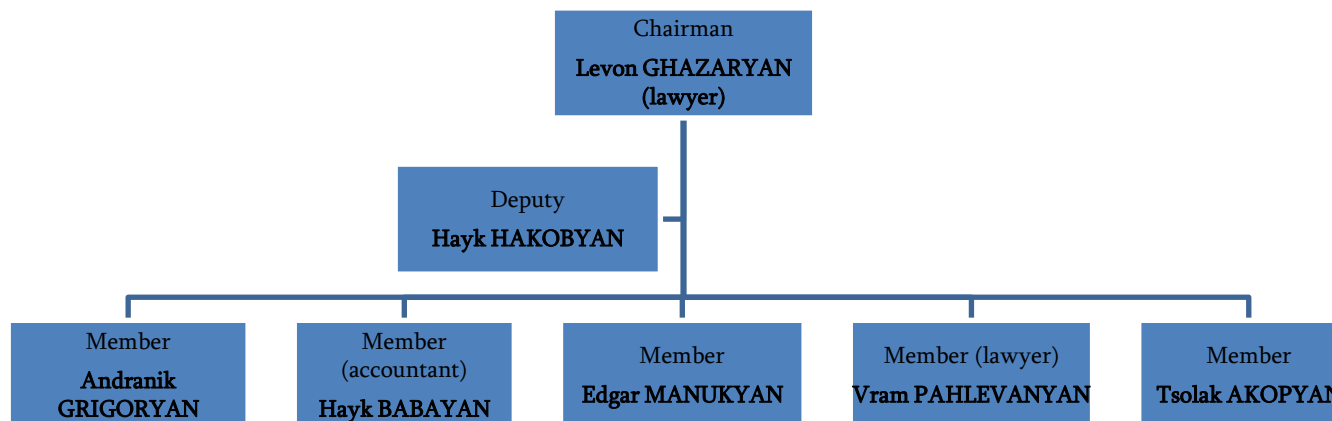 Chairman
Levon GHAZARYAN
(lawyer)
Deputy
Hayk HAKOBYAN
Member
Andranik
GRIGORYAN
Member
(accountant)
Hayk BABAYAN
Member
Edgar MANUKYAN
Member (lawyer)
Vram PAHLEVANYAN
Member
Tsolak AKOPYAN